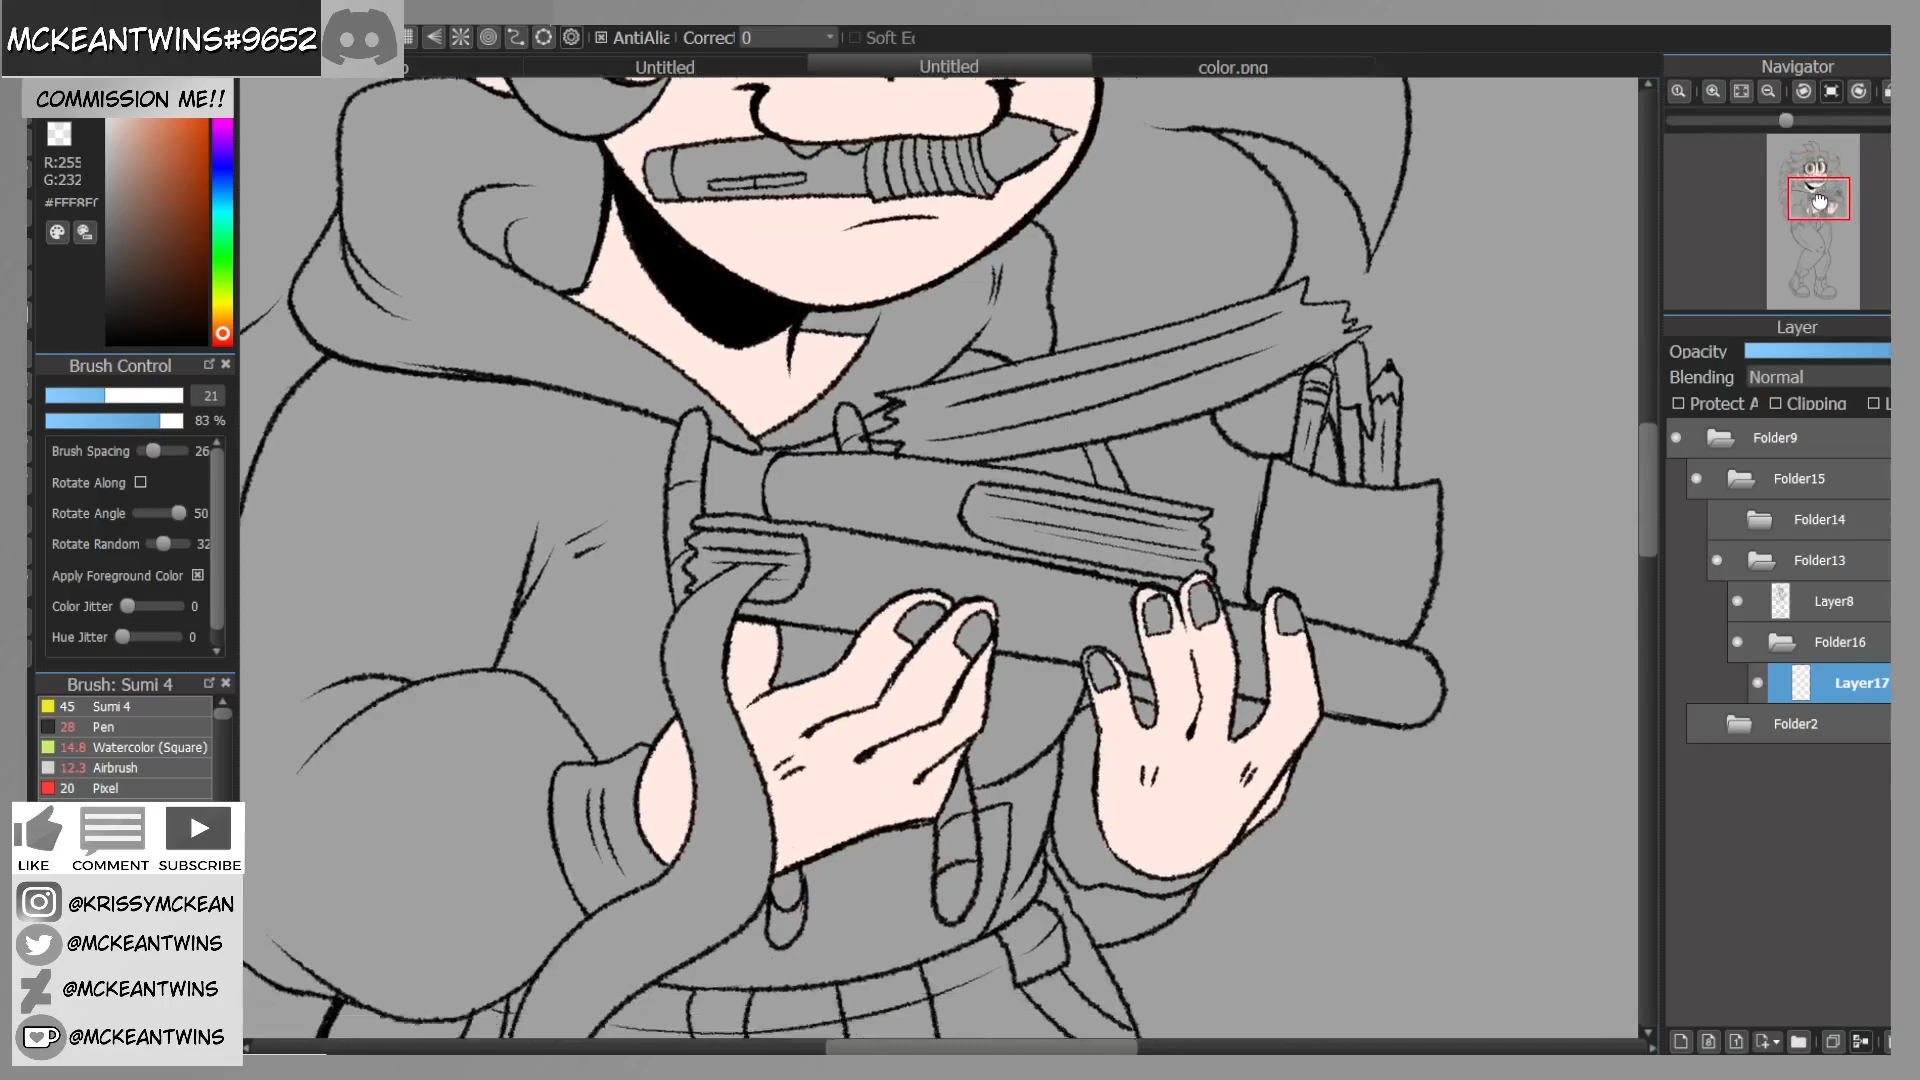 MCKEANTWINS#9652
COMMISSION ME!!
AntiAlia
Correct
0
Soft Ec
Untitled
Untitled
color.png
Navigator
R:255
G:232
Brush Control
21
83 %
Brush Spacing
26
Rotate Along
Rotate Angle
50
Rotate Random
32
Apply Foreground Color
Color Jitter
0
Hue Jitter
0
Brush: Sumi 4
45 Sumi 4
28 Pen
14.8 Watercolor (Square)
12.3 Airbrush
20 Pixel
LIKE
COMMENT
SUBSCRIBE
@KRISSYMCKEAN
@MCKEANTWINS
@MCKEANTWINS
@MCKEANTWINS
Layer
Opacity
Blending
Normal
Protect A
Clipping
Folder9
Folder15
Folder14
Folder13
Layer8
Folder16
Layer17
Folder2